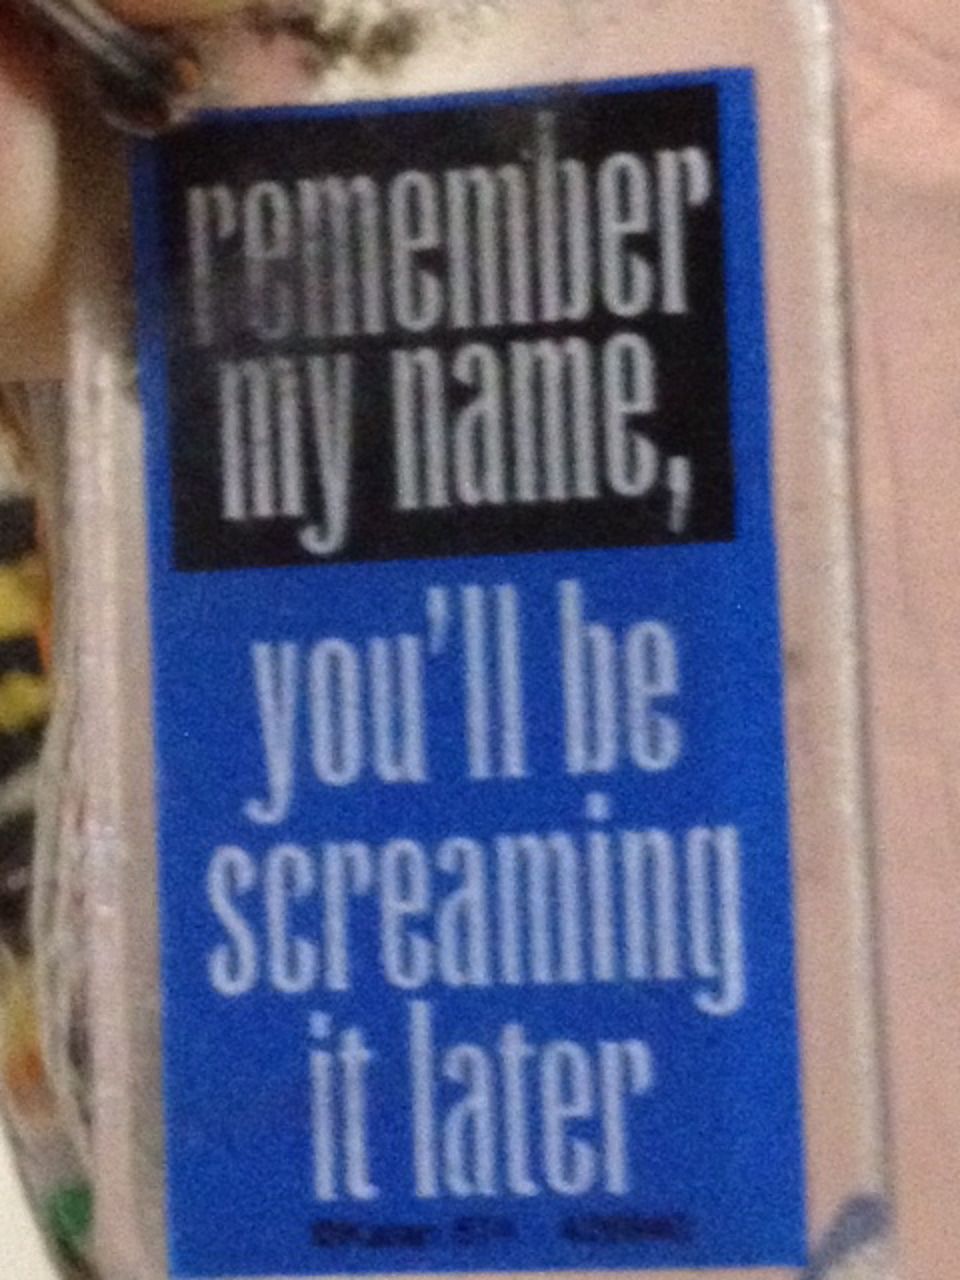 remember
my name,
you'll be
screaming
it later